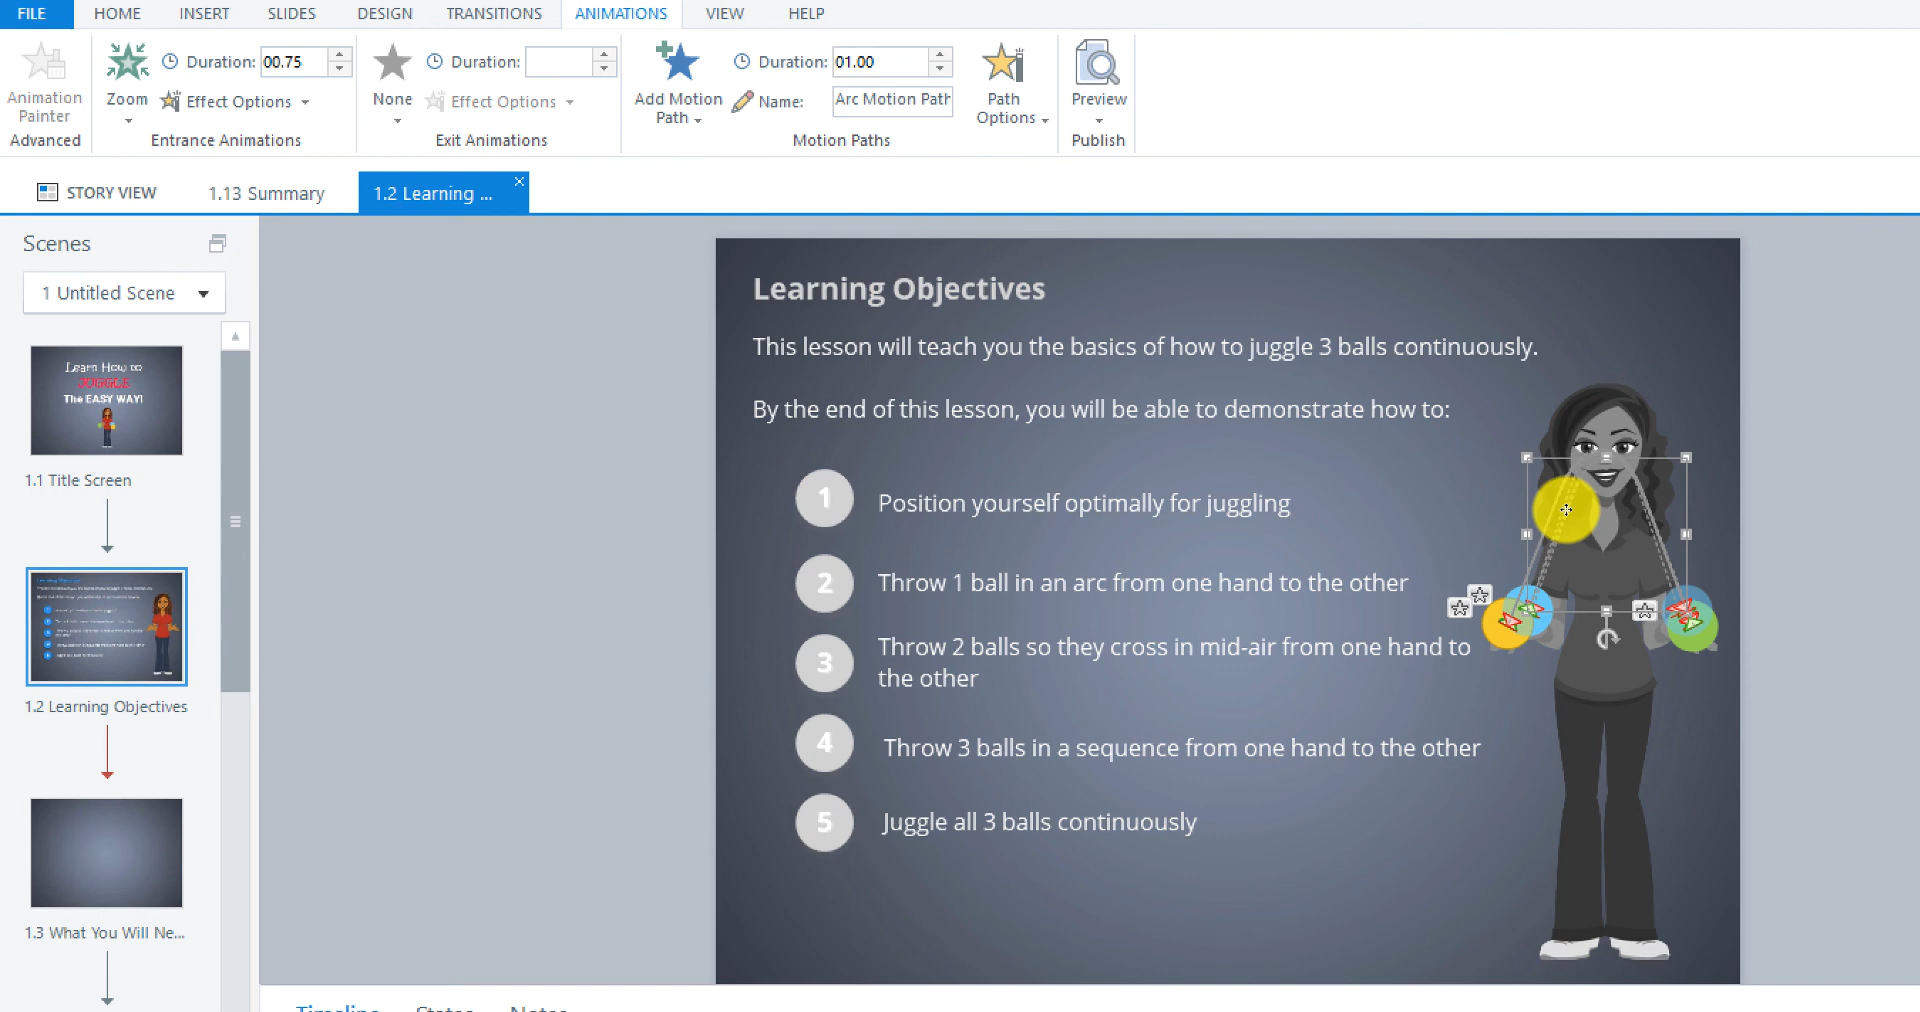 FILE HOME INSERT SLIDES DESIGN TRANSITIONS ANIMATIONS VIEW HELP
Duration: 00.75 Duration: Duration: 01.00
Animation Painter Zoom Effect Options None Effect Options Add Motion Path Name: Arc Motion Path Path Options Preview
Advanced Entrance Animations Exit Animations Motion Paths Publish
STORY VIEW 1.13 Summary 1.2 Learning ...
Scenes
1 Untitled Scene
Learn How to
JUGGLE
The EASY WAY!
1.1 Title Screen
1.2 Learning Objectives
1.3 What You Will Ne...
Learning Objectives
This lesson will teach you the basics of how to juggle 3 balls continuously.
By the end of this lesson, you will be able to demonstrate how to:
1 Position yourself optimally for juggling
2 Throw 1 ball in an arc from one hand to the other
3 Throw 2 balls so they cross in mid-air from one hand to
the other
4 Throw 3 balls in a sequence from one hand to the other
5 Juggle all 3 balls continuously
Timeline States Notes